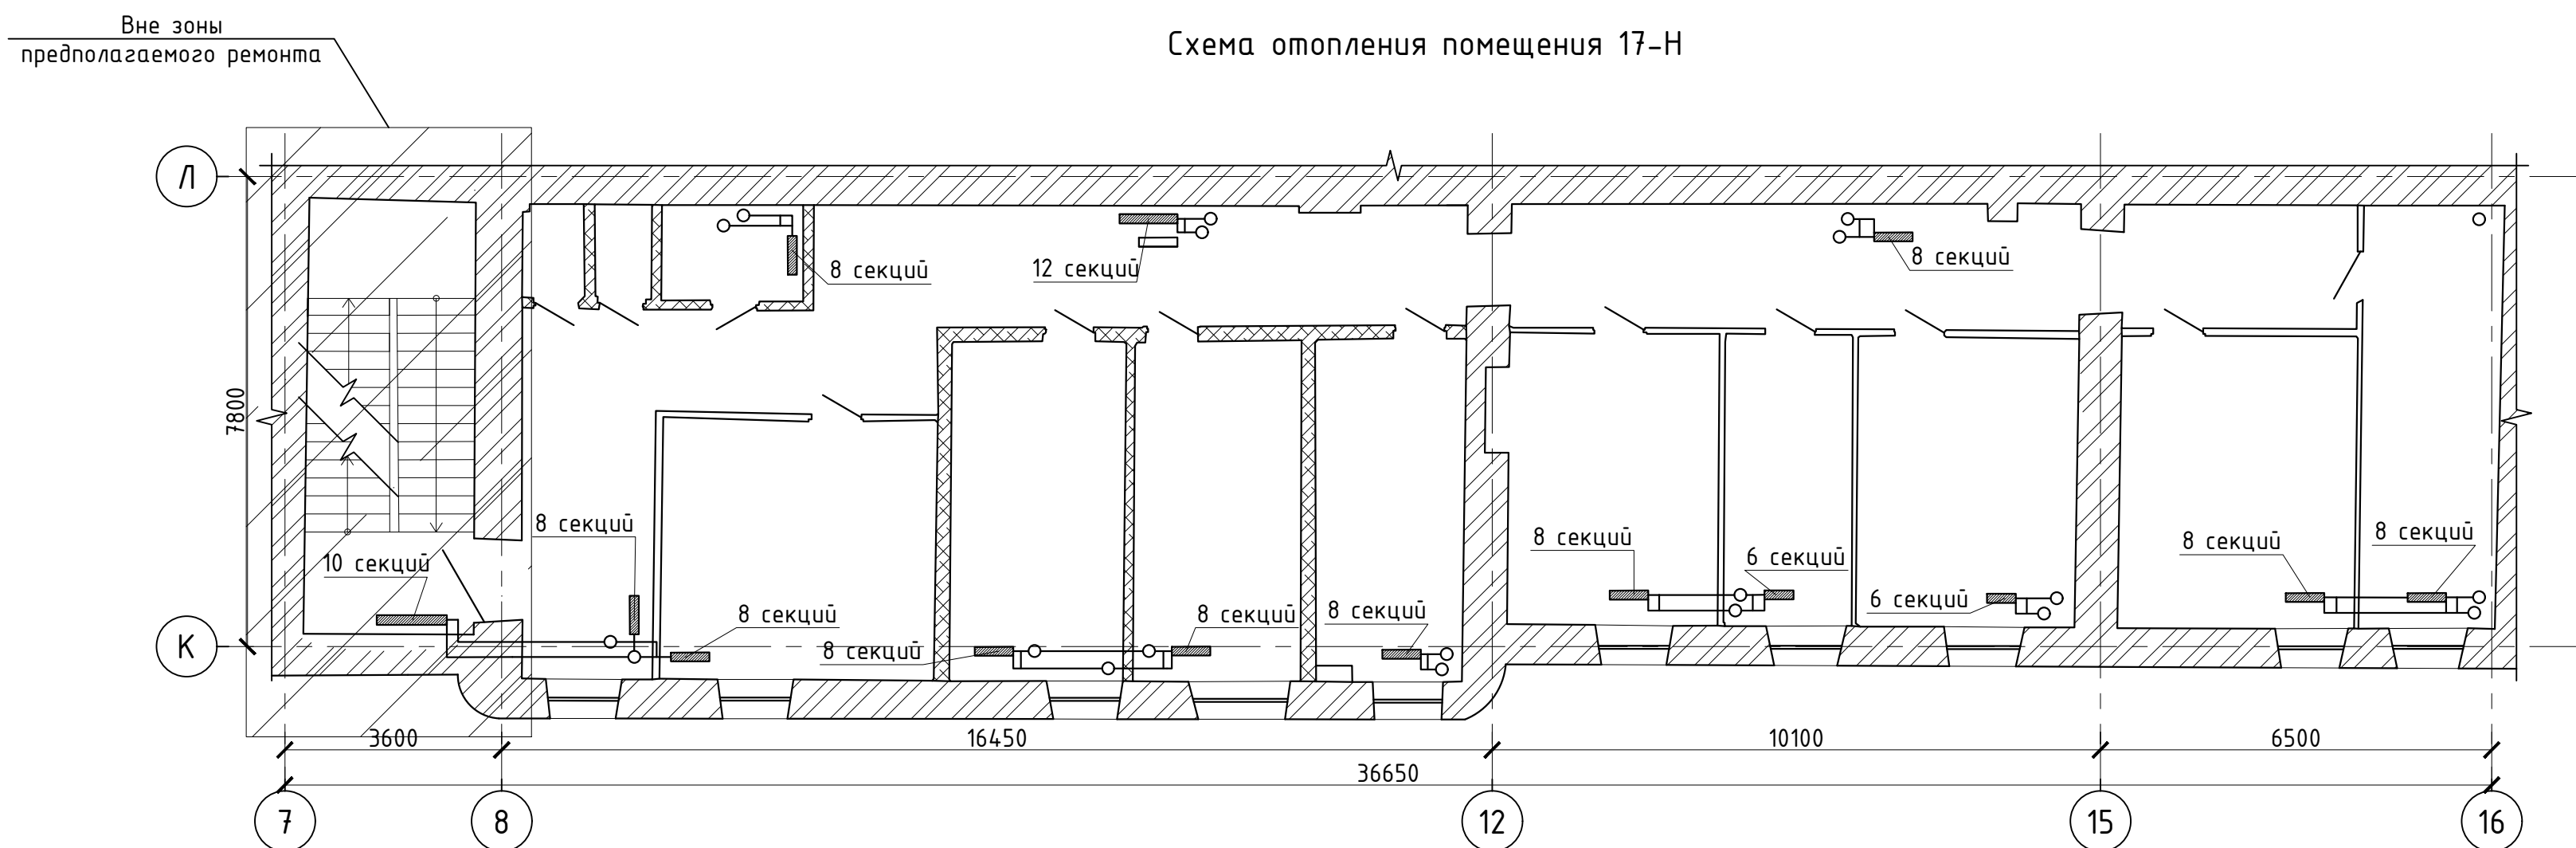 Вне зоны
предполагаемого ремонта
Схема отопления помещения 17-Н
Л
7800
К
8 секций
12 секций
8 секций
8 секций
10 секций
8 секций
8 секций
8 секций
8 секций
8 секций
6 секций
6 секций
8 секций
8 секций
8 секций
3600
16450
10100
6500
36650
7
8
12
15
16